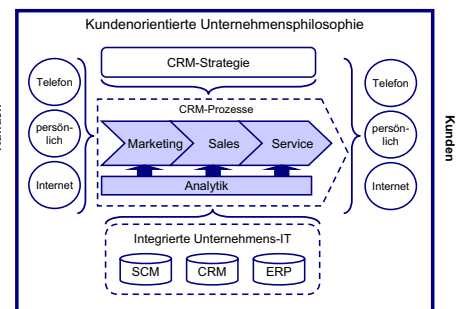 Kundenorientierte Unternehmensphilosophie
CRM-Strategie
Telefon
persön-
lich
Internet
CRM-Prozesse
Marketing
Sales
Service
Analytik
Integrierte Unternehmens-IT
SCM
CRM
ERP
Telefon
persön-
lich
Internet
Kunden